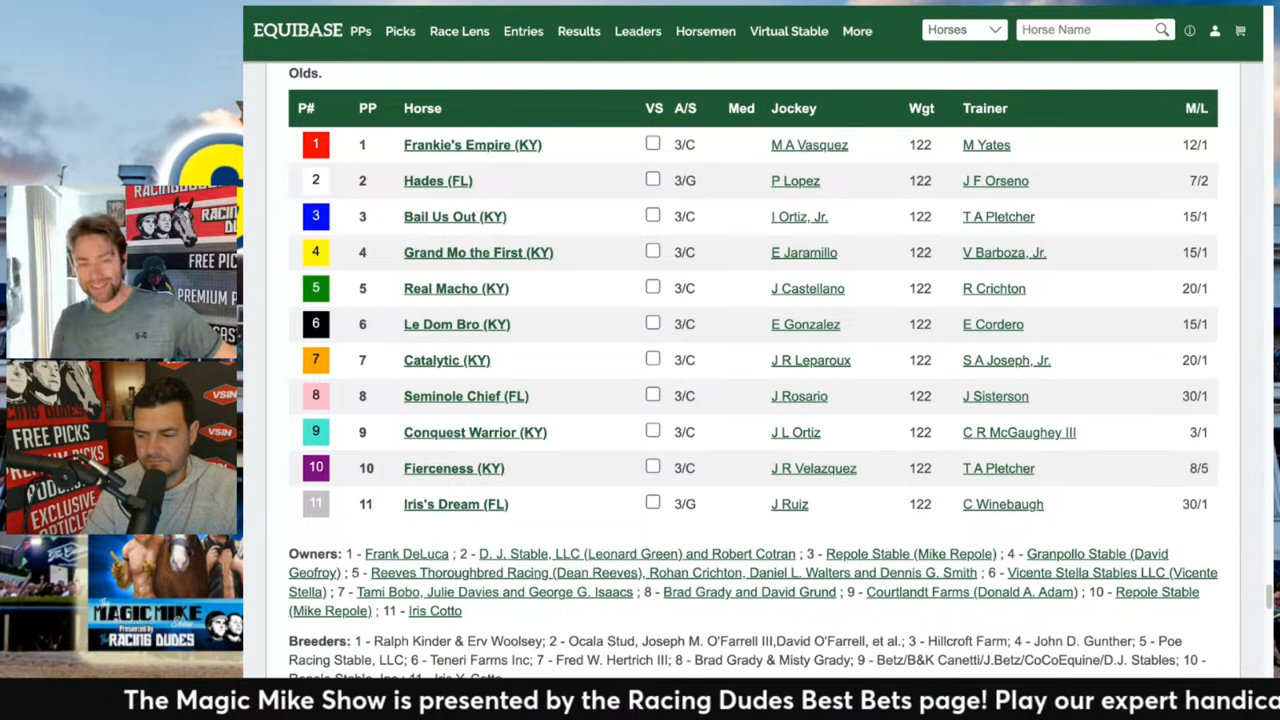 EQUIBASE PPs Picks Race Lens Entries Results Leaders Horsemen Virtual Stable More Horses Horse Name
Olds.
P# PP Horse VS A/S Med Jockey Wgt Trainer M/L
1 1 Frankie's Empire (KY) 3/C M A Vasquez 122 M Yates 12/1
2 2 Hades (FL) 3/G P Lopez 122 J F Orseno 7/2
3 3 Bail Us Out (KY) 3/C I Ortiz, Jr. 122 T A Pletcher 15/1
4 4 Grand Mo the First (KY) 3/C E Jaramillo 122 V Barboza, Jr. 15/1
5 5 Real Macho (KY) 3/C J Castellano 122 R Crichton 20/1
6 6 Le Dom Bro (KY) 3/C E Gonzalez 122 E Cordero 15/1
7 7 Catalytic (KY) 3/C J R Leparoux 122 S A Joseph, Jr. 20/1
8 8 Seminole Chief (FL) 3/C J Rosario 122 J Sisterson 30/1
9 9 Conquest Warrior (KY) 3/C J L Ortiz 122 C R McGaughey III 3/1
10 10 Fierceness (KY) 3/C J R Velazquez 122 T A Pletcher 8/5
11 11 Iris's Dream (FL) 3/G J Ruiz 122 C Winebaugh 30/1
Owners: 1 - Frank DeLuca ; 2 - D. J. Stable, LLC (Leonard Green) and Robert Cotran ; 3 - Repole Stable (Mike Repole) ; 4 - Granpollo Stable (David
Geofroy) ; 5 - Reeves Thoroughbred Racing (Dean Reeves), Rohan Crichton, Daniel L. Walters and Dennis G. Smith ; 6 - Vicente Stella Stables LLC (Vicente
Stella) ; 7 - Tami Bobo, Julie Davies and George G. Isaacs ; 8 - Brad Grady and David Grund ; 9 - Courtlandt Farms (Donald A. Adam) ; 10 - Repole Stable
(Mike Repole) ; 11 - Iris Cotto
Breeders: 1 - Ralph Kinder & Erv Woolsey; 2 - Ocala Stud, Joseph M. O'Farrell III,David O'Farrell, et al.; 3 - Hillcroft Farm; 4 - John D. Gunther; 5 - Poe
Racing Stable, LLC; 6 - Teneri Farms Inc; 7 - Fred W. Hertrich III; 8 - Brad Grady & Misty Grady; 9 - Betz/B&K Canetti/J.Betz/CoCoEquine/D.J. Stables; 10 -
RACINGDUDES
FREE PIC
PREMIUM P
VSIN
VSIN
FREE PICKS
PREMIUM PICKS
EXCLUSIVE
ARTICLES
THE
MAGIC MIKE
SHOW
Presented by the
RACING DUDES
The Magic Mike Show is presented by the Racing Dudes Best Bets page! Play our expert handica